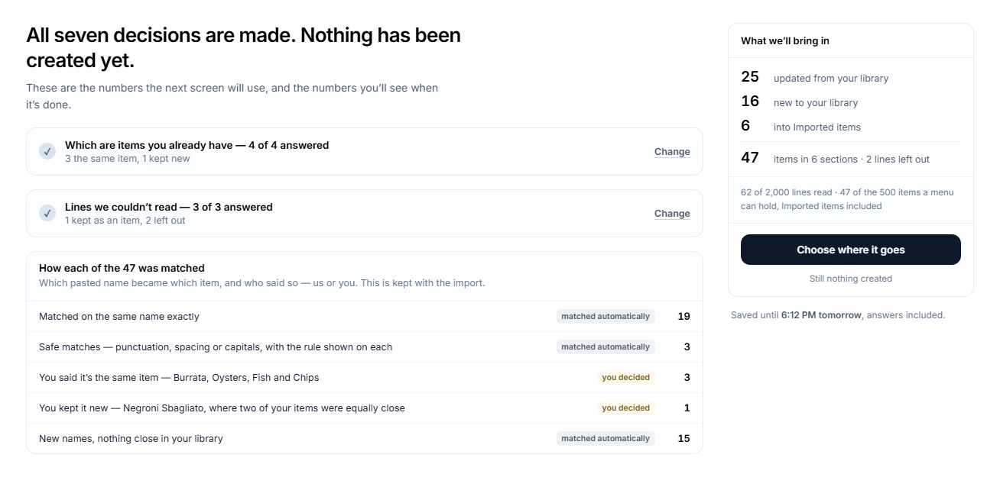 All seven decisions are made. Nothing has been
created yet.
These are the numbers the next screen will use, and the numbers you’ll see when
it’s done.
✓
Which are items you already have — 4 of 4 answered
3 the same item, 1 kept new
Change
✓
Lines we couldn’t read — 3 of 3 answered
1 kept as an item, 2 left out
Change
How each of the 47 was matched
Which pasted name became which item, and who said so — us or you. This is kept with the import.
Matched on the same name exactly matched automatically 19
Safe matches — punctuation, spacing or capitals, with the rule shown on each matched automatically 3
You said it’s the same item — Burrata, Oysters, Fish and Chips you decided 3
You kept it new — Negroni Sbagliato, where two of your items were equally close you decided 1
New names, nothing close in your library matched automatically 15
What we’ll bring in
25 updated from your library
16 new to your library
6 into Imported items
47 items in 6 sections · 2 lines left out
62 of 2,000 lines read · 47 of the 500 items a menu
can hold, Imported items included
Choose where it goes
Still nothing created
Saved until 6:12 PM tomorrow, answers included.